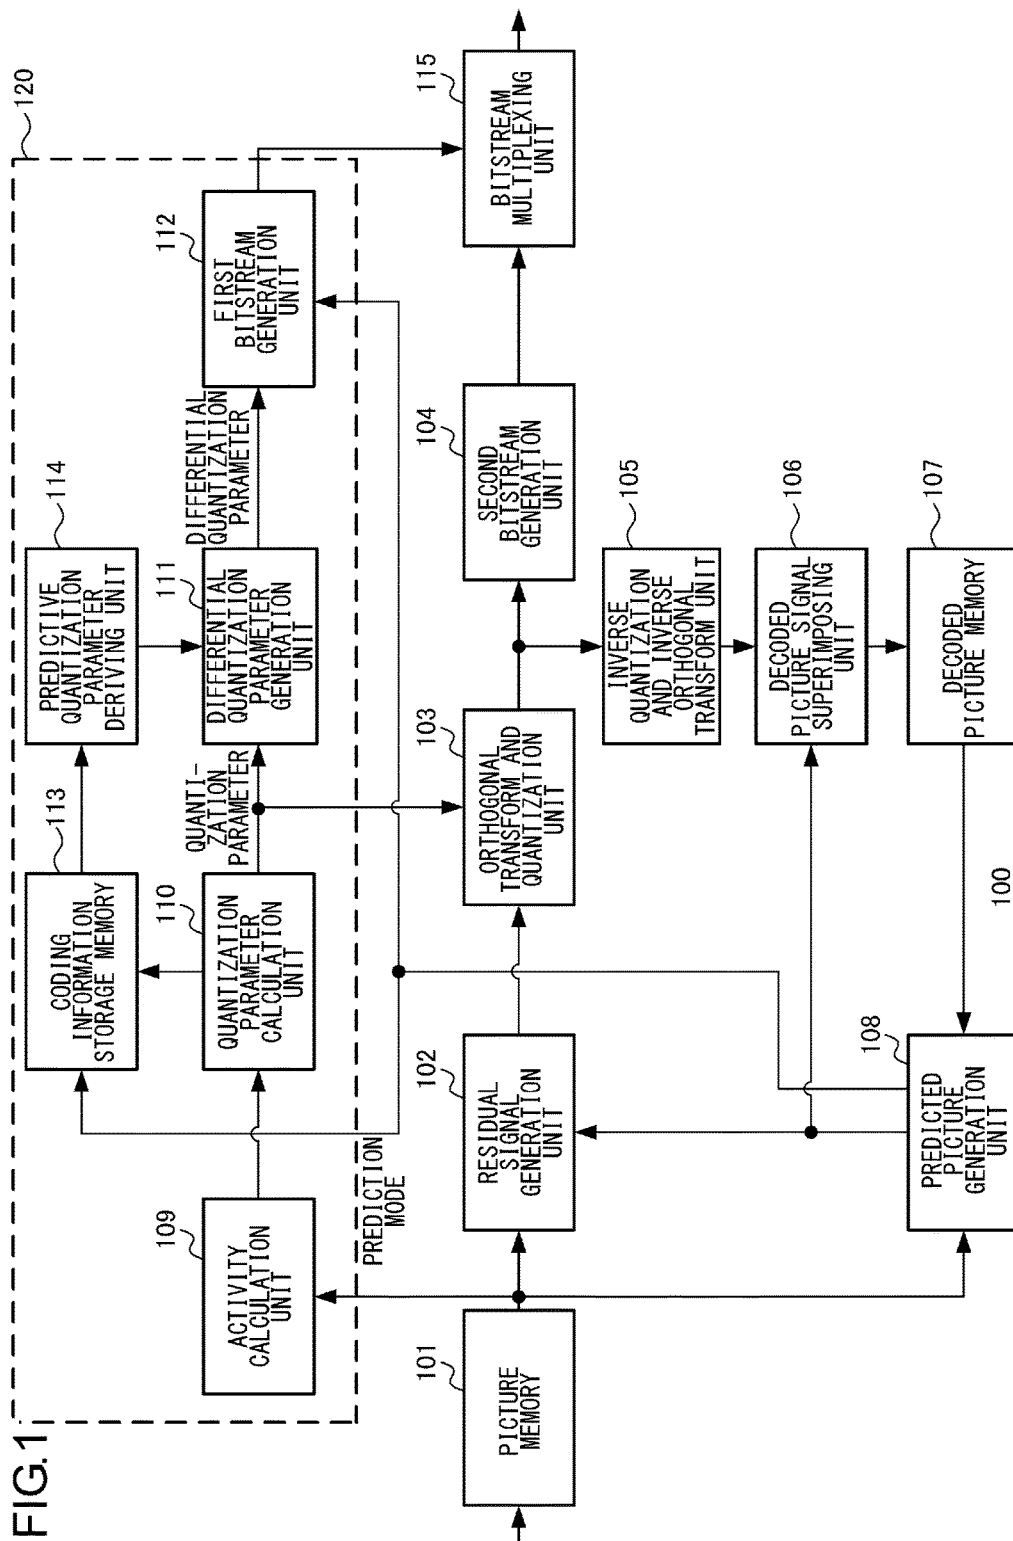 FIG.1
120
PICTURE
MEMORY
101
ACTIVITY
CALCULATION
UNIT
109
PREDICTION
MODE
CODING
INFORMATION
STORAGE MEMORY
113
QUANTIZATION
PARAMETER
CALCULATION
UNIT
110
QUANTI-
ZATION
PARAMETER
PREDICTIVE
QUANTIZATION
PARAMETER
DERIVING UNIT
114
DIFFERENTIAL
QUANTIZATION
PARAMETER
GENERATION
UNIT
111
DIFFERENTIAL
QUANTIZATION
PARAMETER
FIRST
BITSTREAM
GENERATION
UNIT
112
RESIDUAL
SIGNAL
GENERATION
UNIT
102
ORTHOGONAL
TRANSFORM AND
QUANTIZATION
UNIT
103
SECOND
BITSTREAM
GENERATION
UNIT
104
BITSTREAM
MULTIPLEXING
UNIT
115
INVERSE
QUANTIZATION
AND INVERSE
ORTHOGONAL
TRANSFORM UNIT
105
DECODED
PICTURE SIGNAL
SUPERIMPOSING
UNIT
106
DECODED
PICTURE MEMORY
107
PREDICTED
PICTURE
GENERATION
UNIT
108
100